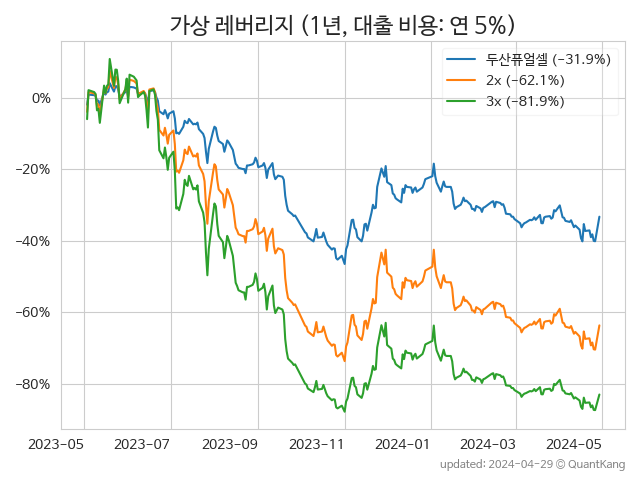 가상 레버리지 (1년, 대출 비용: 연 5%)
두산퓨얼셀 (−31.9%)
2x (−62.1%)
3x (−81.9%)
0%
−20%
−40%
−60%
−80%
2023-05 2023-07 2023-09 2023-11 2024-01 2024-03 2024-05
updated: 2024-04-29 © QuantKang